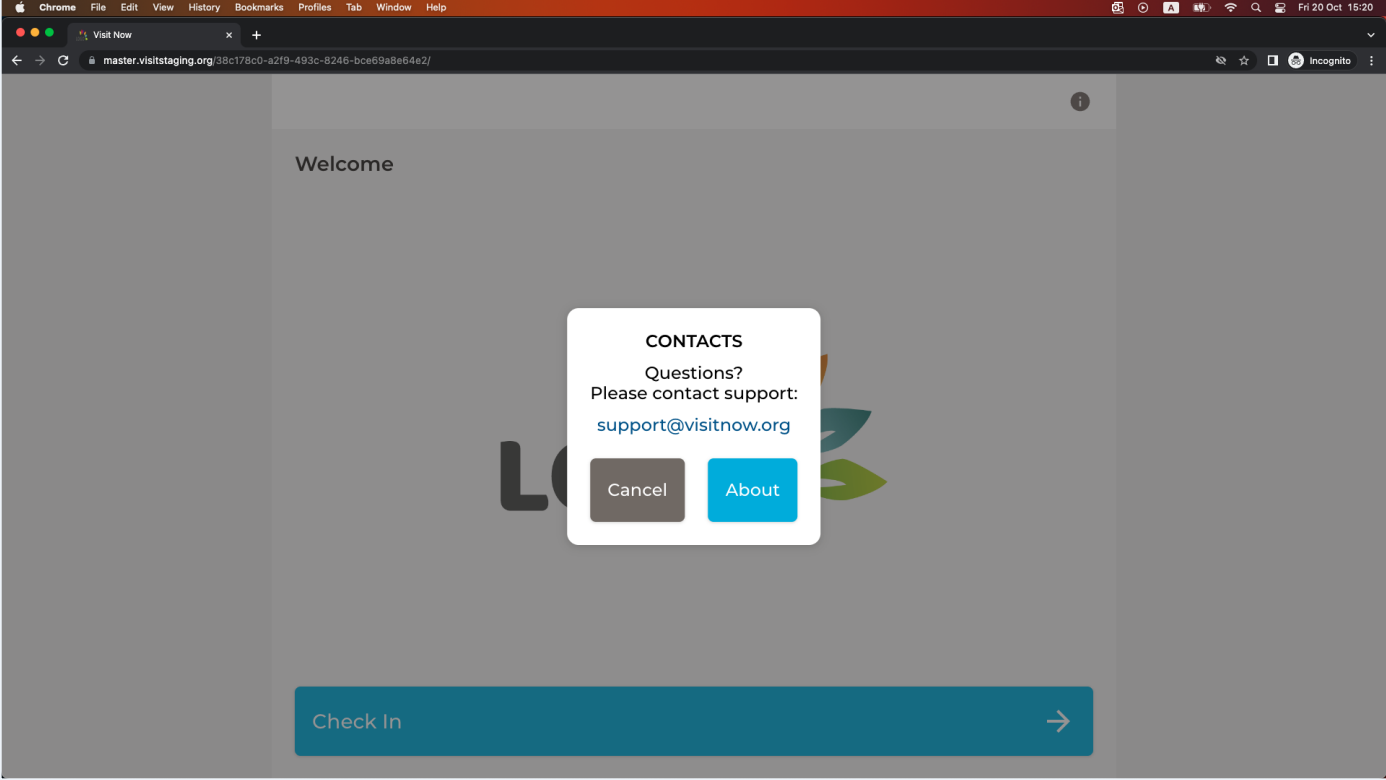 Chrome File Edit View History Bookmarks Profiles Tab Window Help A Fri 20 Oct 15:20
Visit Now
master.visitstaging.org/38c178c0-a2f9-493c-8246-bce69a8e64e2/ Incognito
Welcome
CONTACTS
Questions?
Please contact support:
support@visitnow.org
Cancel About
Check In